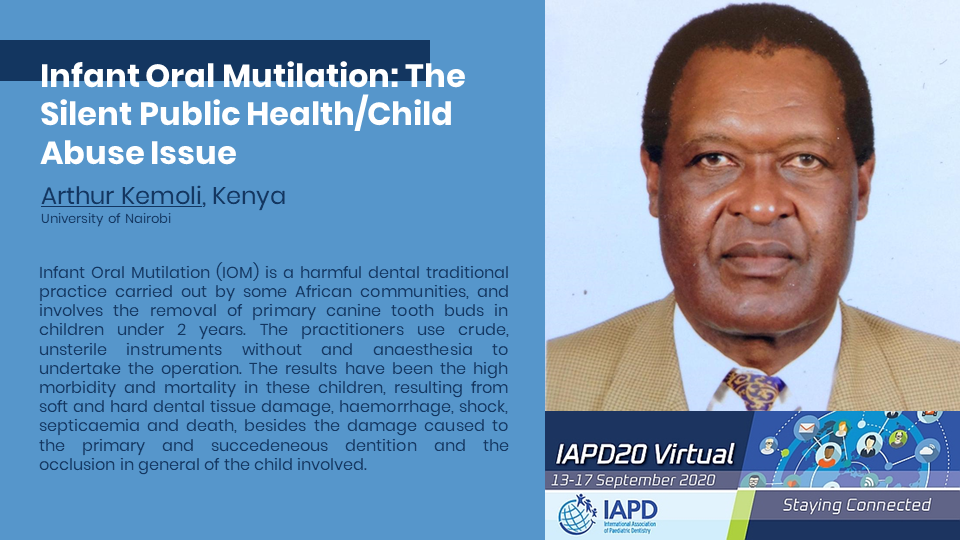 Infant Oral Mutilation: The
Silent Public Health/Child
Abuse Issue
Arthur Kemoli, Kenya
University of Nairobi
Infant Oral Mutilation (IOM) is a harmful dental traditional
practice carried out by some African communities, and
involves the removal of primary canine tooth buds in
children under 2 years. The practitioners use crude,
unsterile instruments without and anaesthesia to
undertake the operation. The results have been the high
morbidity and mortality in these children, resulting from
soft and hard dental tissue damage, haemorrhage, shock,
septicaemia and death, besides the damage caused to
the primary and succedeneous dentition and the
occlusion in general of the child involved.
IAPD20 Virtual
13-17 September 2020
IAPD
International Association
of Paediatric Dentistry
Staying Connected